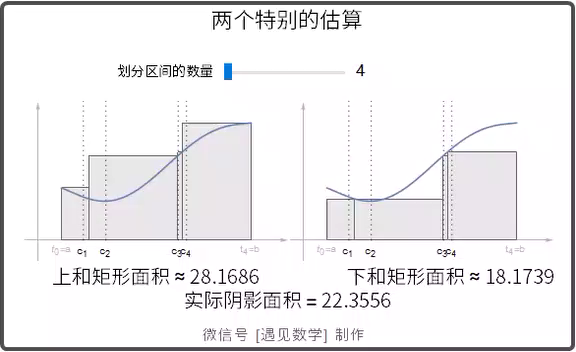 两个特别的估算
划分区间的数量 4
t₀=a c₁ c₂ c₃c₄ t₄=b t₀=a c₁ c₂ c₃c₄ t₄=b
上和矩形面积 ≈ 28.1686 下和矩形面积 ≈ 18.1739
实际阴影面积 = 22.3556
微信号 [遇见数学] 制作